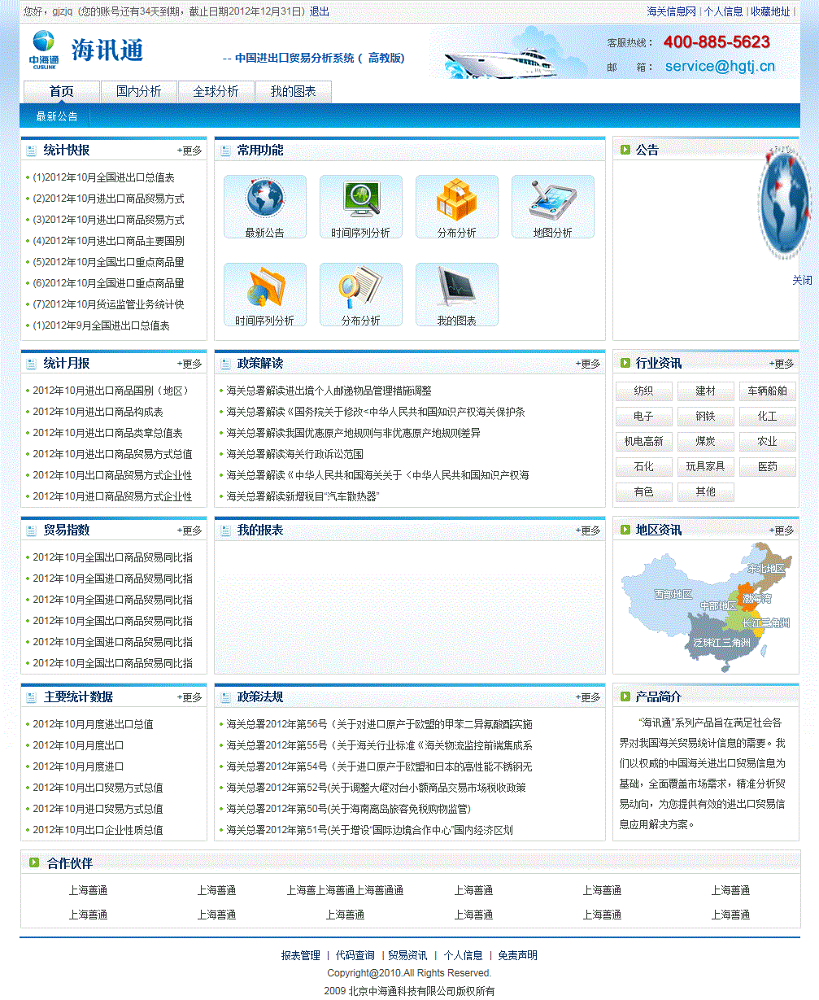 您好，gjzjq  (您的账号还有34天到期，截止日期2012年12月31日)  退出
海关信息网 | 个人信息 | 收藏地址 |
中海通
CUSLINK
海讯通
-- 中国进出口贸易分析系统（ 高教版)
客服热线： 400-885-5623
邮　　箱： service@hgtj.cn
首页 国内分析 全球分析 我的图表
最新公告
统计快报 +更多
(1)2012年10月全国进出口总值表
(2)2012年10月进出口商品贸易方式
(3)2012年10月进出口商品贸易方式
(4)2012年10月进出口商品主要国别
(5)2012年10月全国出口重点商品量
(6)2012年10月全国进口重点商品量
(7)2012年10月货运监管业务统计快
(1)2012年9月全国进出口总值表
常用功能
最新公告 时间序列分析 分布分析 地图分析
时间序列分析 分布分析 我的图表
公告
关闭
统计月报 +更多
2012年10月进出口商品国别（地区）
2012年10月进出口商品构成表
2012年10月进出口商品类章总值表
2012年10月进出口商品贸易方式总值
2012年10月出口商品贸易方式企业性
2012年10月进口商品贸易方式企业性
政策解读 +更多
海关总署解读进出境个人邮递物品管理措施调整
海关总署解读《国务院关于修改<中华人民共和国知识产权海关保护条
海关总署解读我国优惠原产地规则与非优惠原产地规则差异
海关总署解读海关行政诉讼范围
海关总署解读《中华人民共和国海关关于〈中华人民共和国知识产权海
海关总署解读新增税目“汽车散热器”
行业资讯 +更多
纺织 建材 车辆船舶
电子 钢铁 化工
机电高新 煤炭 农业
石化 玩具家具 医药
有色 其他
贸易指数 +更多
2012年10月全国出口商品贸易同比指
2012年10月全国进口商品贸易同比指
2012年10月全国进口商品贸易同比指
2012年10月全国出口商品贸易同比指
2012年10月全国进口商品贸易同比指
2012年10月全国出口商品贸易同比指
我的报表 +更多
地区资讯 +更多
东北地区
西部地区
渤海湾
中部地区
长江三角洲
泛珠江三角洲
主要统计数据 +更多
2012年10月月度进出口总值
2012年10月月度出口
2012年10月月度进口
2012年10月出口贸易方式总值
2012年10月进口贸易方式总值
2012年10月出口企业性质总值
政策法规 +更多
海关总署2012年第56号（关于对进口原产于欧盟的甲苯二异氰酸酯实施
海关总署2012年第55号（关于海关行业标准《海关物流监控前端集成系
海关总署2012年第54号（关于进口原产于欧盟和日本的高性能不锈钢无
海关总署2012年第52号(关于调整大嶝对台小额商品交易市场税收政策
海关总署2012年第50号(关于海南离岛旅客免税购物监管)
海关总署2012年第51号(关于增设“国际边境合作中心”国内经济区划
产品简介
“海讯通”系列产品旨在满足社会各
界对我国海关贸易统计信息的需要。我
们以权威的中国海关进出口贸易信息为
基础，全面覆盖市场需求，精准分析贸
易动向，为您提供有效的进出口贸易信
息应用解决方案。
合作伙伴
上海善通 上海善通 上海善上海善通上海善通通 上海善通 上海善通 上海善通
上海善通 上海善通 上海善通 上海善通 上海善通 上海善通
报表管理 | 代码查询 | 贸易资讯 | 个人信息 | 免责声明
Copyright@2010.All Rights Reserved.
2009 北京中海通科技有限公司版权所有